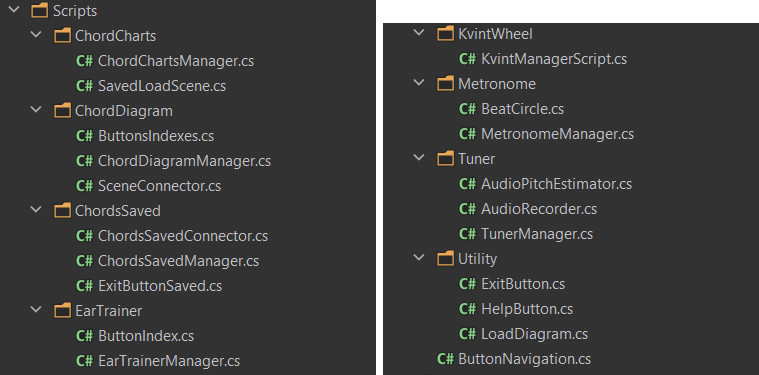 Scripts
ChordCharts
C# ChordChartsManager.cs
C# SavedLoadScene.cs
ChordDiagram
C# ButtonsIndexes.cs
C# ChordDiagramManager.cs
C# SceneConnector.cs
ChordsSaved
C# ChordsSavedConnector.cs
C# ChordsSavedManager.cs
C# ExitButtonSaved.cs
EarTrainer
C# ButtonIndex.cs
C# EarTrainerManager.cs
KvintWheel
C# KvintManagerScript.cs
Metronome
C# BeatCircle.cs
C# MetronomeManager.cs
Tuner
C# AudioPitchEstimator.cs
C# AudioRecorder.cs
C# TunerManager.cs
Utility
C# ExitButton.cs
C# HelpButton.cs
C# LoadDiagram.cs
C# ButtonNavigation.cs